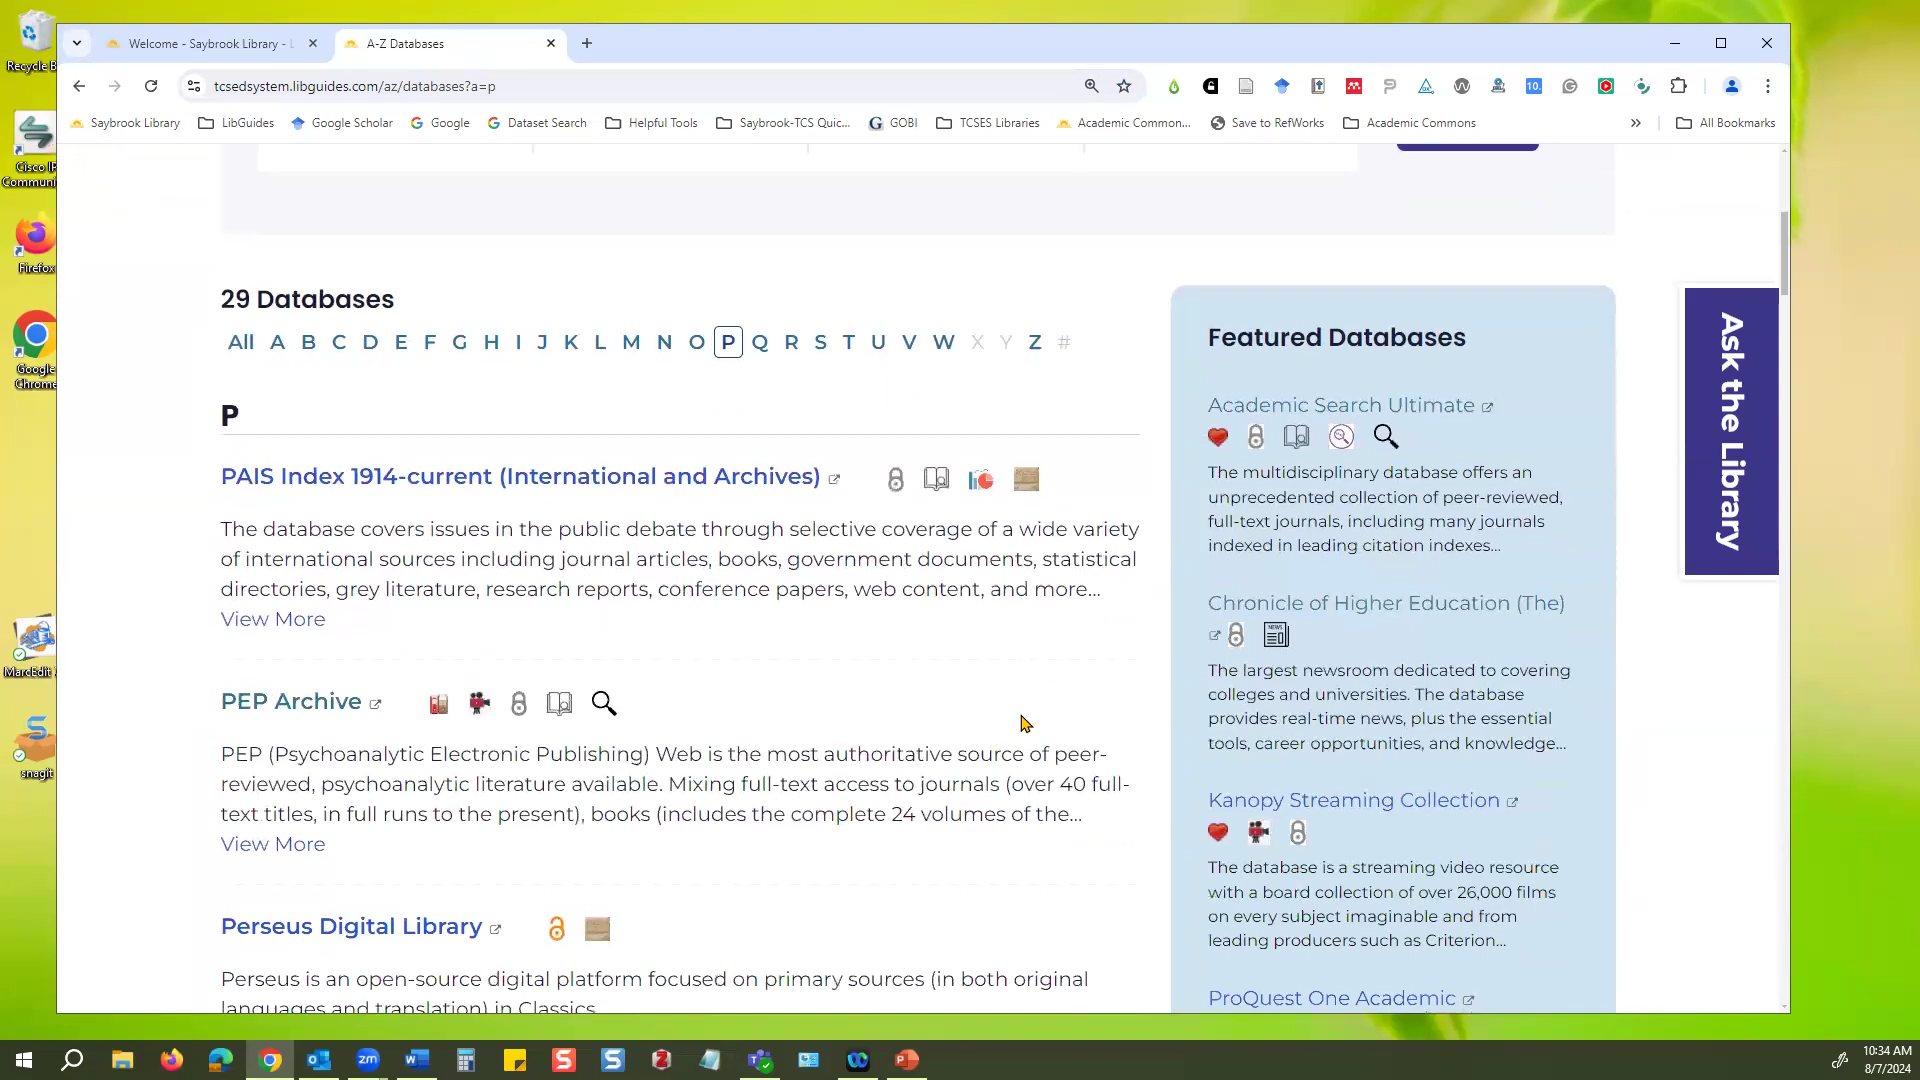 Recycle B
Cisco IP
Communi
Firefox
Google
Chrome
MarcEdit
snagit
Welcome - Saybrook Library - L
A-Z Databases
tcsedsystem.libguides.com/az/databases?a=p
Saybrook Library
LibGuides
Google Scholar
Google
Dataset Search
Helpful Tools
Saybrook-TCS Quic...
GOBI
TCSES Libraries
Academic Common...
Save to RefWorks
Academic Commons
All Bookmarks
29 Databases
All A B C D E F G H I J K L M N O P Q R S T U V W X Y Z #
P
PAIS Index 1914-current (International and Archives)
The database covers issues in the public debate through selective coverage of a wide variety
of international sources including journal articles, books, government documents, statistical
directories, grey literature, research reports, conference papers, web content, and more...
View More
PEP Archive
PEP (Psychoanalytic Electronic Publishing) Web is the most authoritative source of peer-
reviewed, psychoanalytic literature available. Mixing full-text access to journals (over 40 full-
text titles, in full runs to the present), books (includes the complete 24 volumes of the...
View More
Perseus Digital Library
Perseus is an open-source digital platform focused on primary sources (in both original
languages and translation) in Classics
Featured Databases
Academic Search Ultimate
The multidisciplinary database offers an
unprecedented collection of peer-reviewed,
full-text journals, including many journals
indexed in leading citation indexes...
Chronicle of Higher Education (The)
NEWS
The largest newsroom dedicated to covering
colleges and universities. The database
provides real-time news, plus the essential
tools, career opportunities, and knowledge...
Kanopy Streaming Collection
The database is a streaming video resource
with a board collection of over 26,000 films
on every subject imaginable and from
leading producers such as Criterion...
ProQuest One Academic
Ask the Library
10:34 AM
8/7/2024